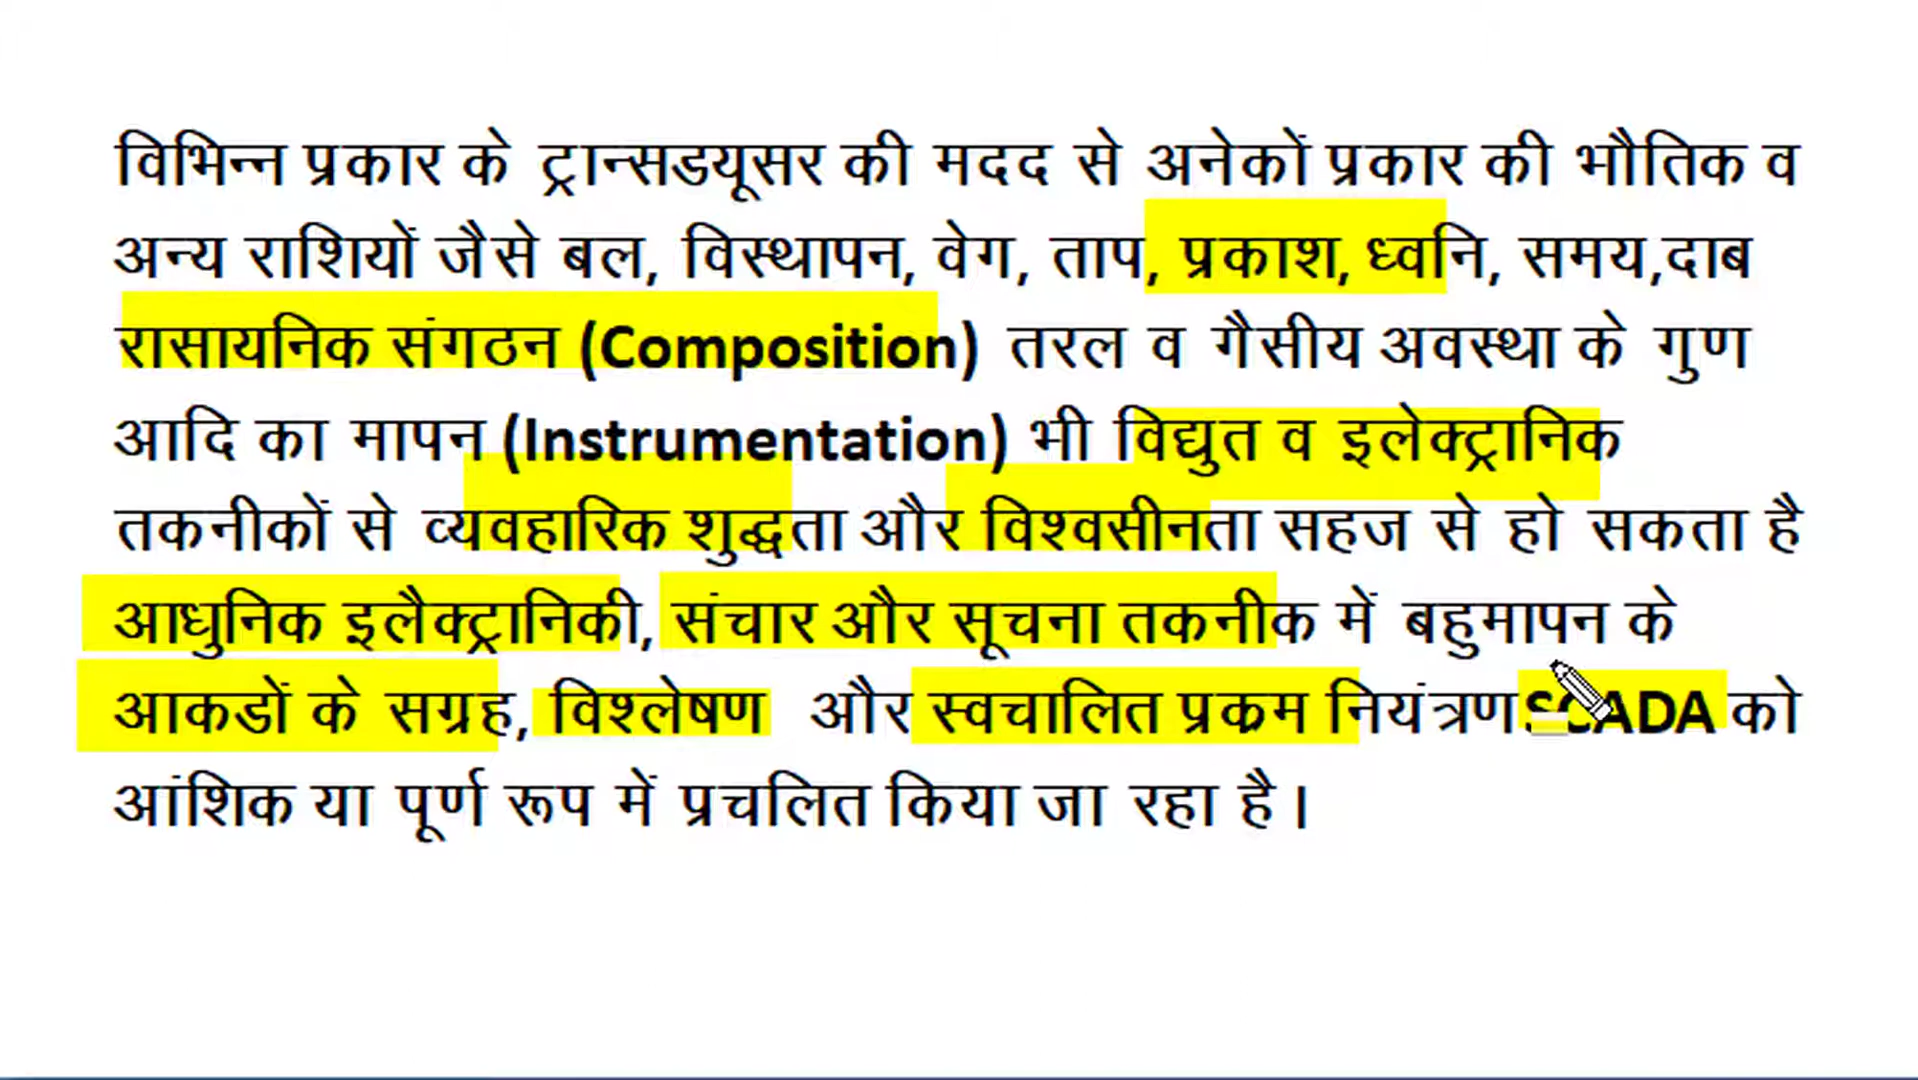 विभिन्न प्रकार के ट्रान्सडयूसर की मदद से अनेकों प्रकार की भौतिक व
अन्य राशियों जैसे बल, विस्थापन, वेग, ताप, प्रकाश, ध्वनि, समय,दाब
रासायनिक संगठन (Composition) तरल व गैसीय अवस्था के गुण
आदि का मापन (Instrumentation) भी विद्युत व इलेक्ट्रानिक
तकनीकों से व्यवहारिक शुद्धता और विश्वसीनता सहज से हो सकता है
आधुनिक इलैक्ट्रानिकी, संचार और सूचना तकनीक में बहुमापन के
आकडों के सग्रह, विश्लेषण और स्वचालित प्रक्रम नियंत्रण SCADA को
आंशिक या पूर्ण रूप में प्रचलित किया जा रहा है।